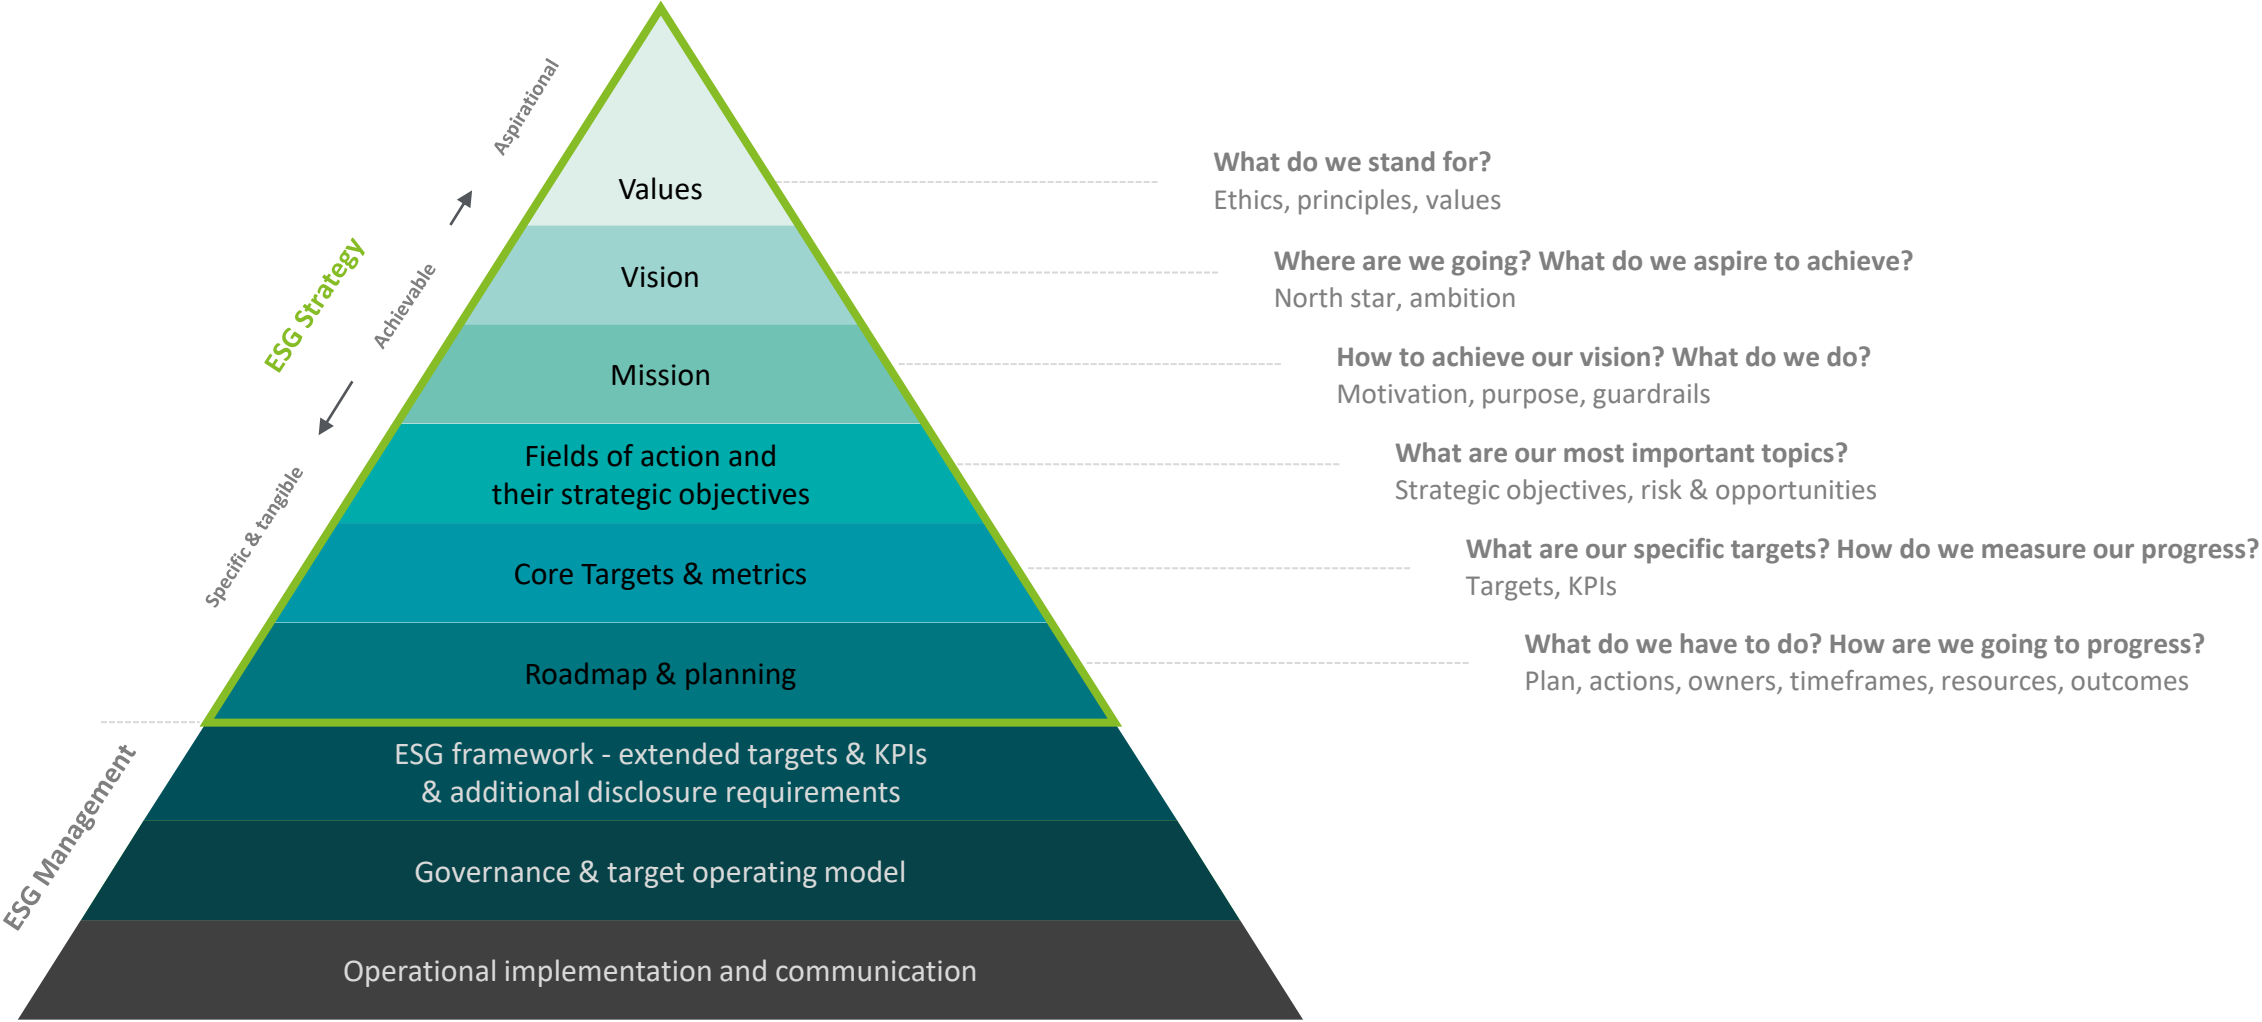 Aspirational
Achievable
Specific & tangible
ESG Strategy
ESG Management
Values
What do we stand for?
Ethics, principles, values
Vision
Where are we going? What do we aspire to achieve?
North star, ambition
Mission
How to achieve our vision? What do we do?
Motivation, purpose, guardrails
Fields of action and
their strategic objectives
What are our most important topics?
Strategic objectives, risk & opportunities
Core Targets & metrics
What are our specific targets? How do we measure our progress?
Targets, KPIs
Roadmap & planning
What do we have to do? How are we going to progress?
Plan, actions, owners, timeframes, resources, outcomes
ESG framework - extended targets & KPIs
& additional disclosure requirements
Governance & target operating model
Operational implementation and communication